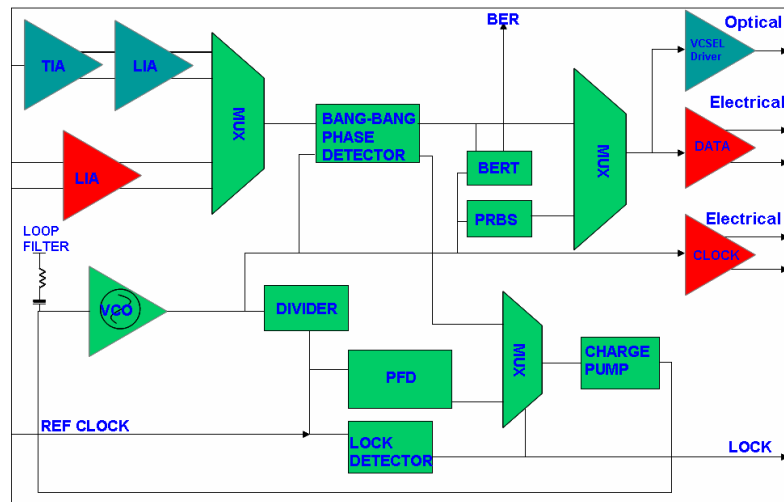 BER
Optical
TIA
LIA
VCSEL
Driver
MUX
BANG-BANG
PHASE
DETECTOR
MUX
Electrical
DATA
LIA
BERT
PRBS
Electrical
LOOP
FILTER
CLOCK
VCO
DIVIDER
MUX
CHARGE
PUMP
PFD
REF CLOCK
LOCK
DETECTOR
LOCK